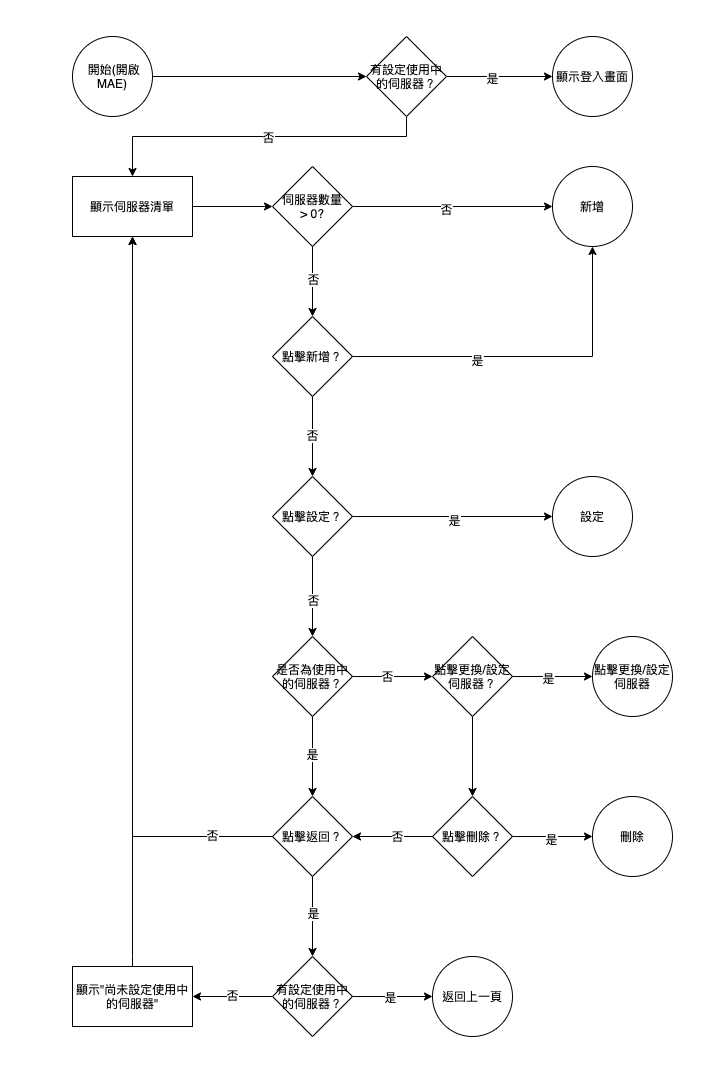 開始(開啟
MAE)
有設定使用中
的伺服器？
是
顯示登入畫面
否
顯示伺服器清單
伺服器數量
> 0?
否
新增
否
點擊新增？
是
否
點擊設定？
是
設定
否
是否為使用中
的伺服器？
否
點擊更換/設定
伺服器？
是
點擊更換/設定
伺服器
是
否
點擊返回？
否
點擊刪除？
是
刪除
是
顯示"尚未設定使用中
的伺服器"
否
有設定使用中
的伺服器？
是
返回上一頁